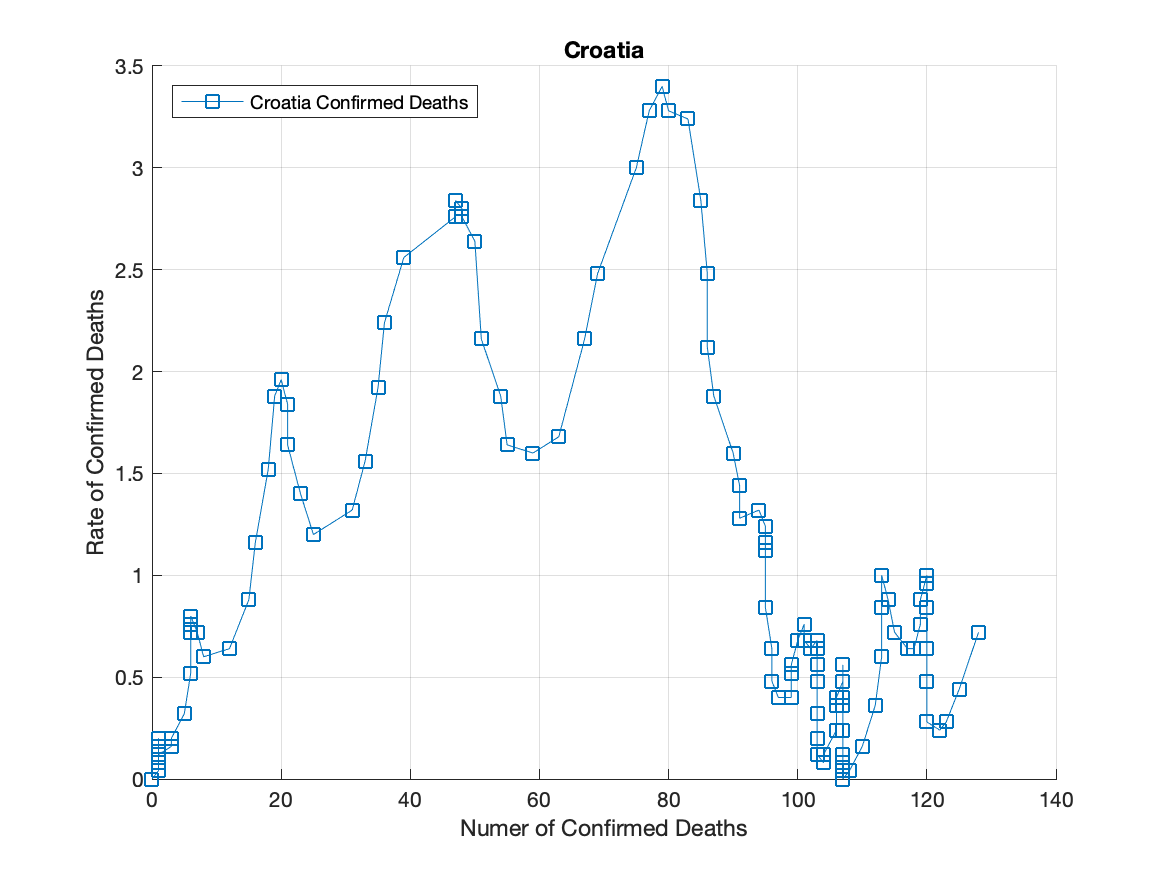 Croatia
Croatia Confirmed Deaths
3.5
3
2.5
2
1.5
1
0.5
0
Rate of Confirmed Deaths
0 20 40 60 80 100 120 140
Numer of Confirmed Deaths